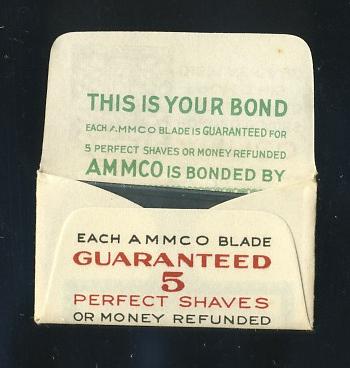 THIS IS YOUR BOND
EACH AMMCO BLADE IS GUARANTEED FOR
5 PERFECT SHAVES OR MONEY REFUNDED
AMMCO IS BONDED BY
EACH AMMCO BLADE
GUARANTEED
5
PERFECT SHAVES
OR MONEY REFUNDED